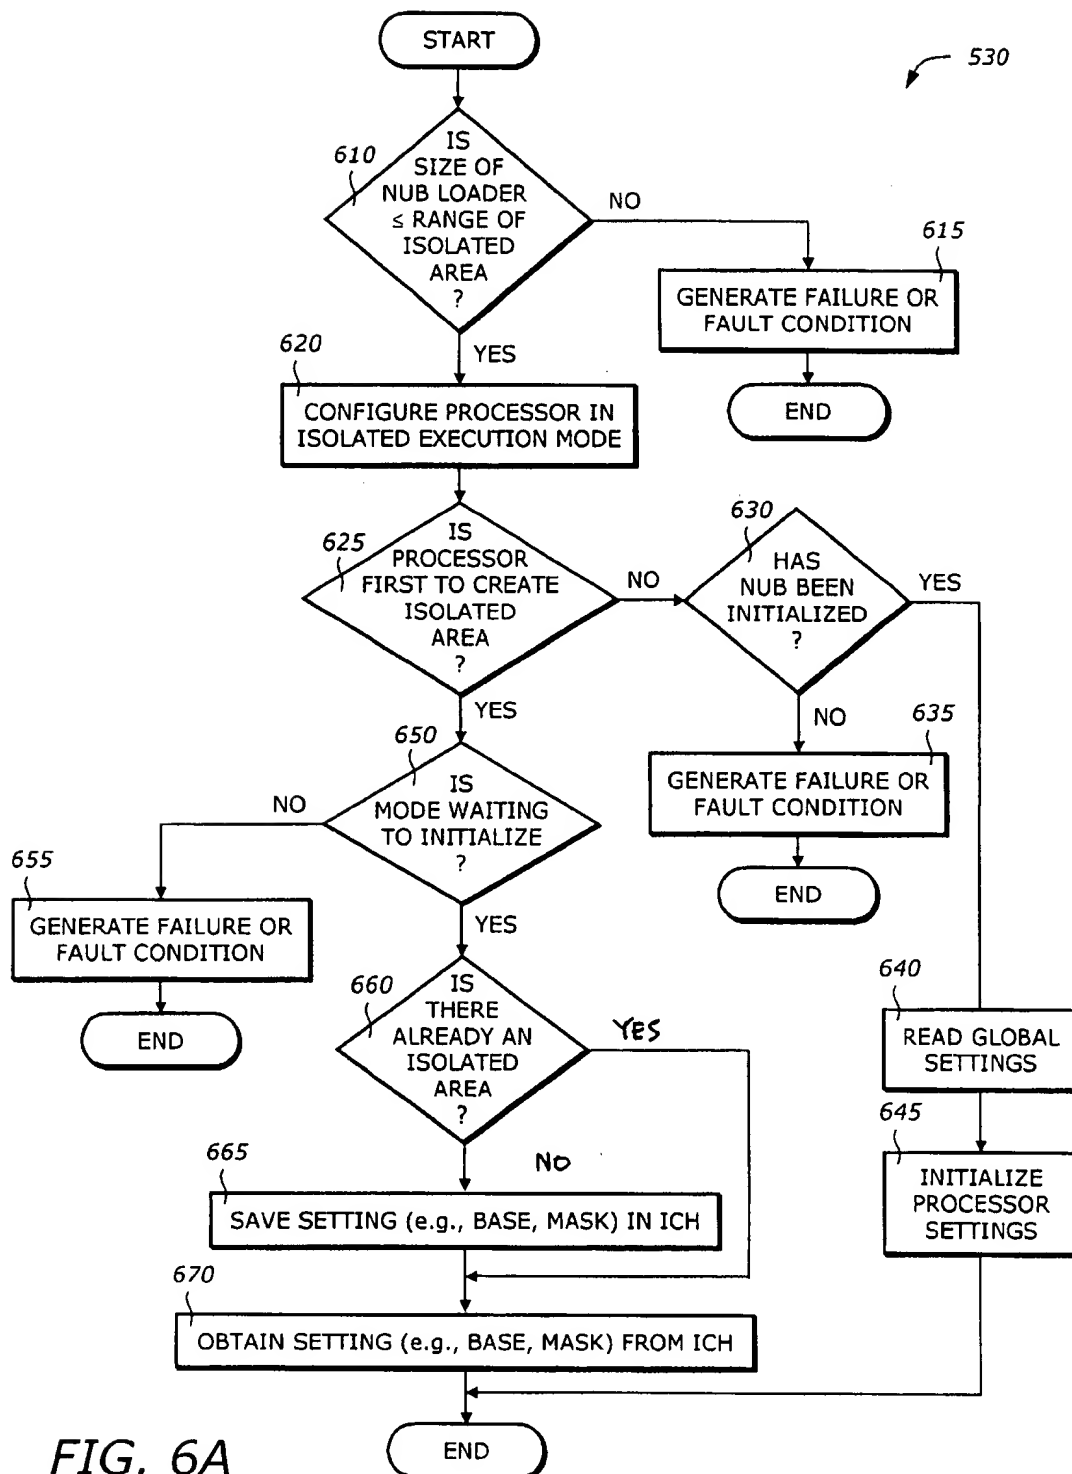 START
530
610
IS
SIZE OF
NUB LOADER
≤ RANGE OF
ISOLATED
AREA
?
NO
615
GENERATE FAILURE OR
FAULT CONDITION
END
YES
620
CONFIGURE PROCESSOR IN
ISOLATED EXECUTION MODE
625
IS
PROCESSOR
FIRST TO CREATE
ISOLATED
AREA
?
NO
630
HAS
NUB BEEN
INITIALIZED
?
YES
NO
635
GENERATE FAILURE OR
FAULT CONDITION
END
YES
650
IS
MODE WAITING
TO INITIALIZE
?
NO
655
GENERATE FAILURE OR
FAULT CONDITION
END
YES
660
IS
THERE
ALREADY AN
ISOLATED
AREA
?
YES
640
READ GLOBAL
SETTINGS
645
INITIALIZE
PROCESSOR
SETTINGS
NO
665
SAVE SETTING (e.g., BASE, MASK) IN ICH
670
OBTAIN SETTING (e.g., BASE, MASK) FROM ICH
END
FIG. 6A